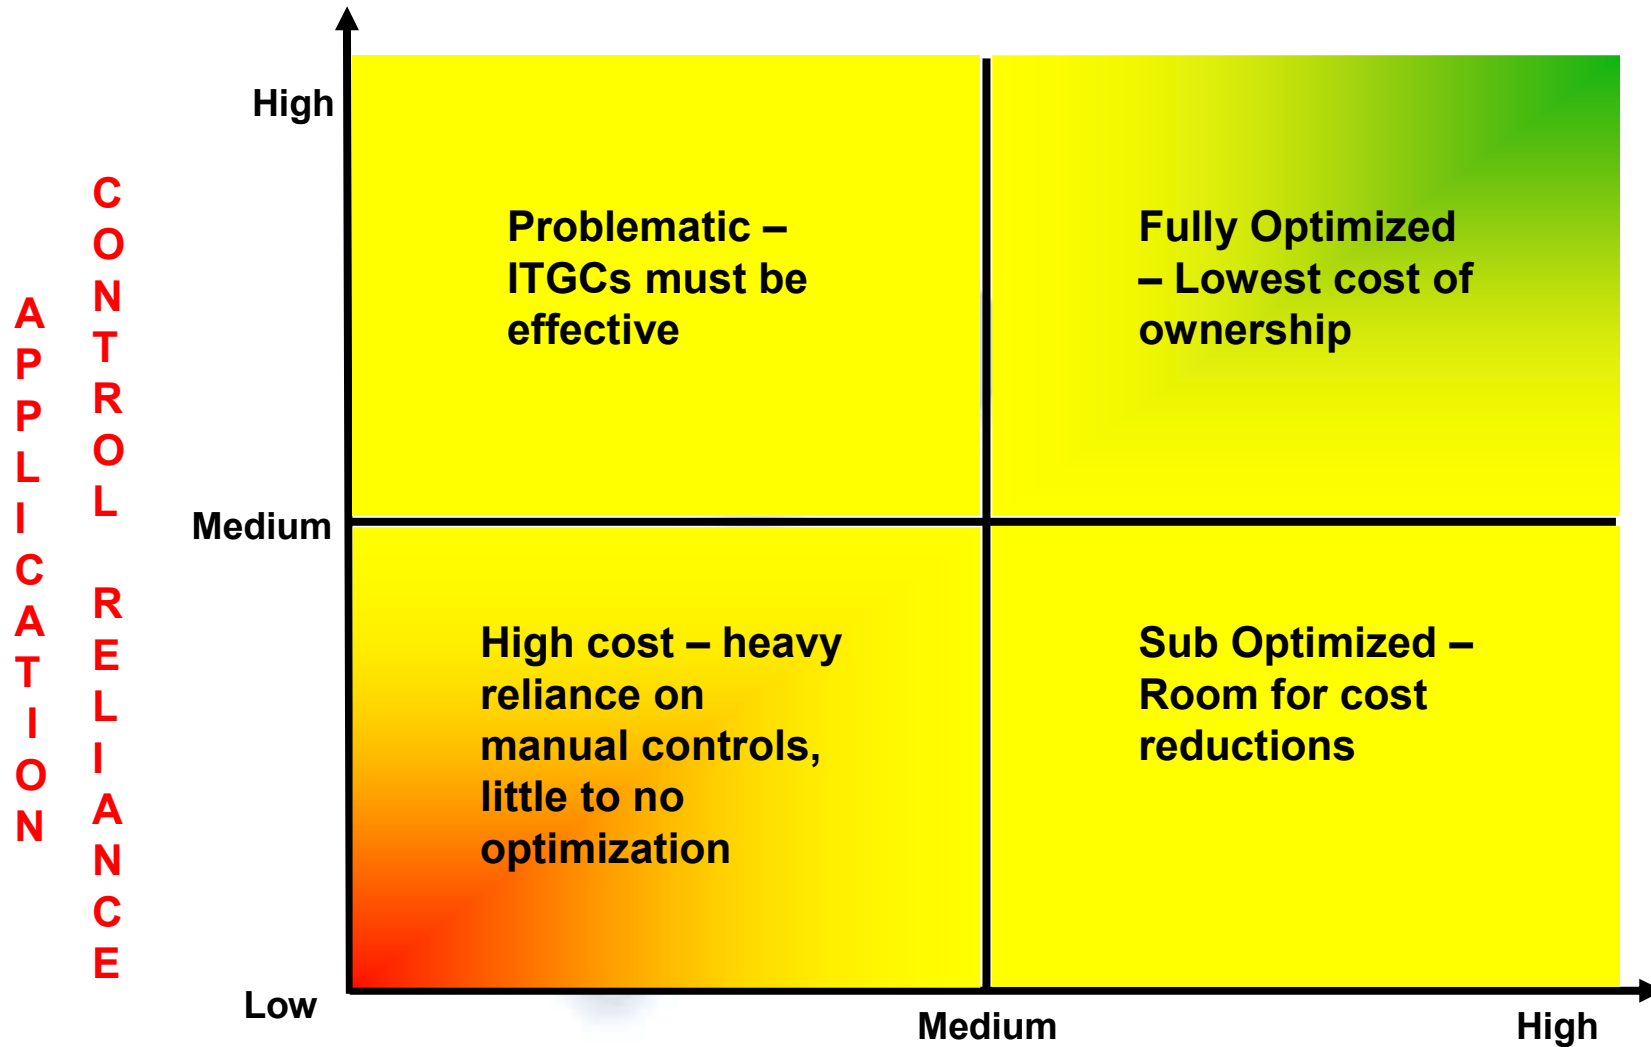 APPLICATION
CONTROL RELIANCE
High
Medium
Low
Problematic –
ITGCs must be
effective
Fully Optimized
– Lowest cost of
ownership
High cost – heavy
reliance on
manual controls,
little to no
optimization
Sub Optimized –
Room for cost
reductions
Medium
High